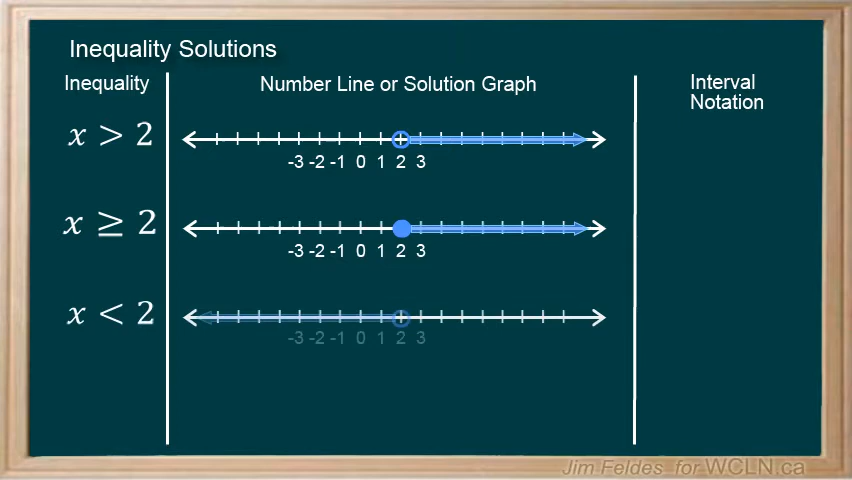 Inequality Solutions
Inequality
Number Line or Solution Graph
Interval
Notation
x > 2
-3 -2 -1 0 1 2 3
x ≥ 2
-3 -2 -1 0 1 2 3
x < 2
-3 -2 -1 0 1 2 3
Jim Feldes for WCLN.ca